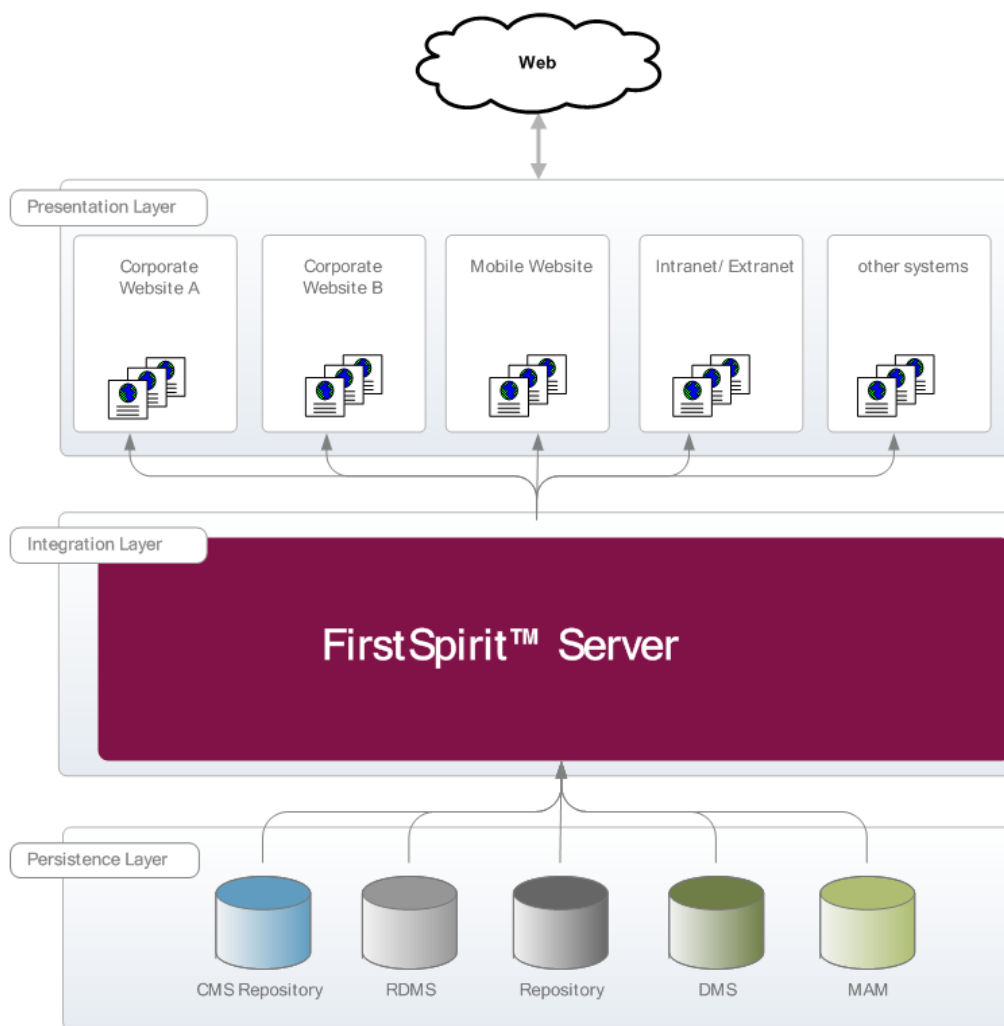 Web
Presentation Layer
Corporate
Website A
Corporate
Website B
Mobile Website
Intranet/ Extranet
other systems
Integration Layer
FirstSpirit™ Server
Persistence Layer
CMS Repository
RDMS
Repository
DMS
MAM